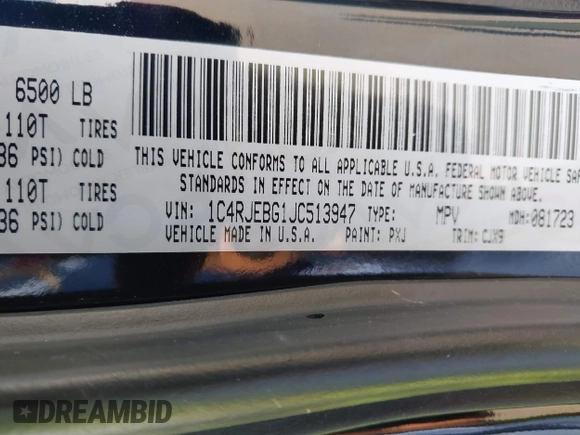 6500 LB
110T TIRES
36 PSI) COLD
110T TIRES
36 PSI) COLD
THIS VEHICLE CONFORMS TO ALL APPLICABLE U.S.A. FEDERAL MOTOR VEHICLE SAF
STANDARDS IN EFFECT ON THE DATE OF MANUFACTURE SHOWN ABOVE.
VIN: 1C4RJEBG1JC513947 TYPE: MPV MDH: 081723
VEHICLE MADE IN U.S.A. PAINT: PXJ TRIM: CJX9
DREAMBID